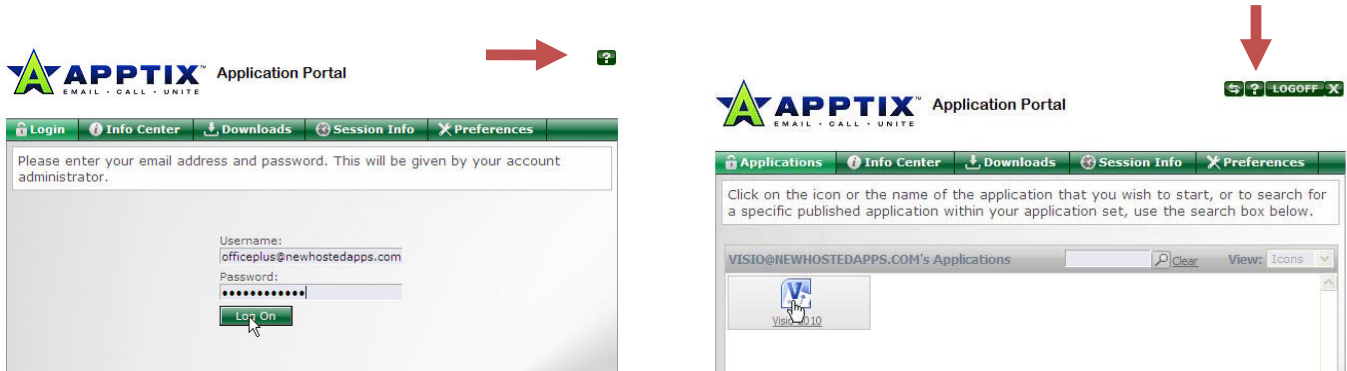 APPTIX™ Application Portal
EMAIL · CALL · UNITE
?
Login Info Center Downloads Session Info Preferences
Please enter your email address and password. This will be given by your account
administrator.
Username:
officeplus@newhostedapps.com
Password:
Log On
? LOGOFF X
APPTIX™ Application Portal
EMAIL · CALL · UNITE
Applications Info Center Downloads Session Info Preferences
Click on the icon or the name of the application that you wish to start, or to search for
a specific published application within your application set, use the search box below.
VISIO@NEWHOSTEDAPPS.COM's Applications Clear View: Icons
Visio 2010